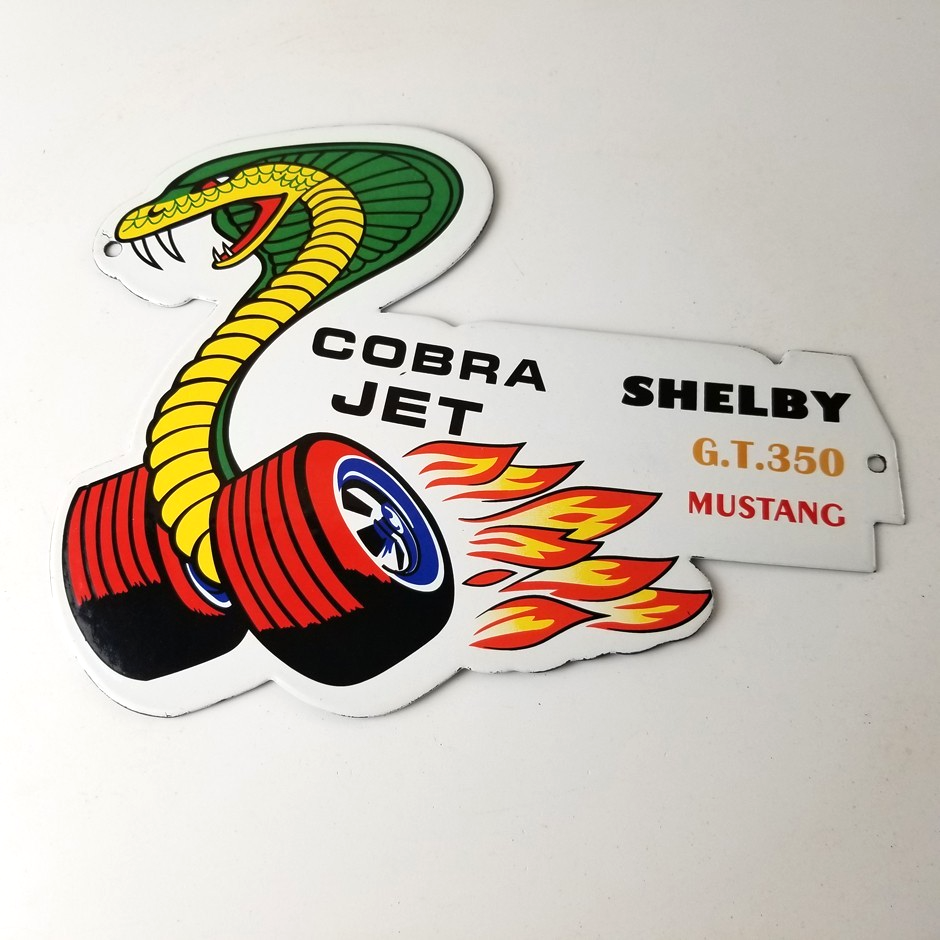 COBRA
JET
SHELBY
G.T.350
MUSTANG